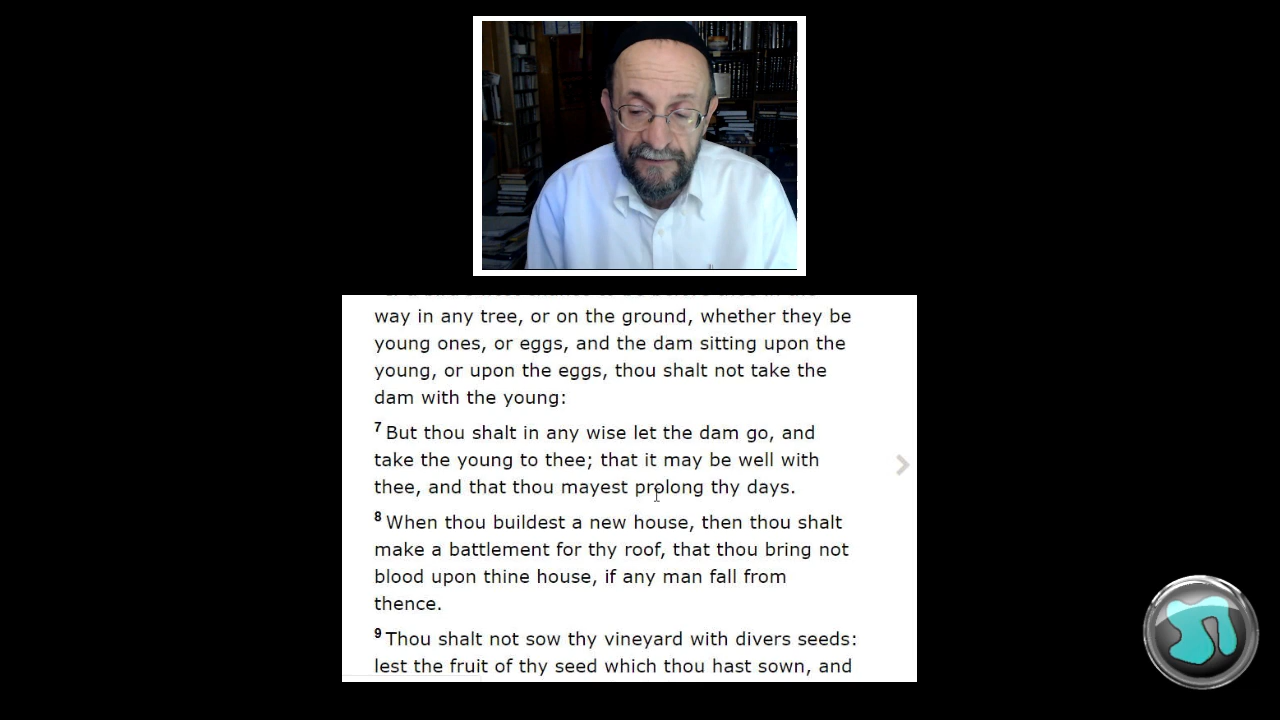 way in any tree, or on the ground, whether they be
young ones, or eggs, and the dam sitting upon the
young, or upon the eggs, thou shalt not take the
dam with the young:
7 But thou shalt in any wise let the dam go, and
take the young to thee; that it may be well with
thee, and that thou mayest prolong thy days.
8 When thou buildest a new house, then thou shalt
make a battlement for thy roof, that thou bring not
blood upon thine house, if any man fall from
thence.
9 Thou shalt not sow thy vineyard with divers seeds:
lest the fruit of thy seed which thou hast sown, and